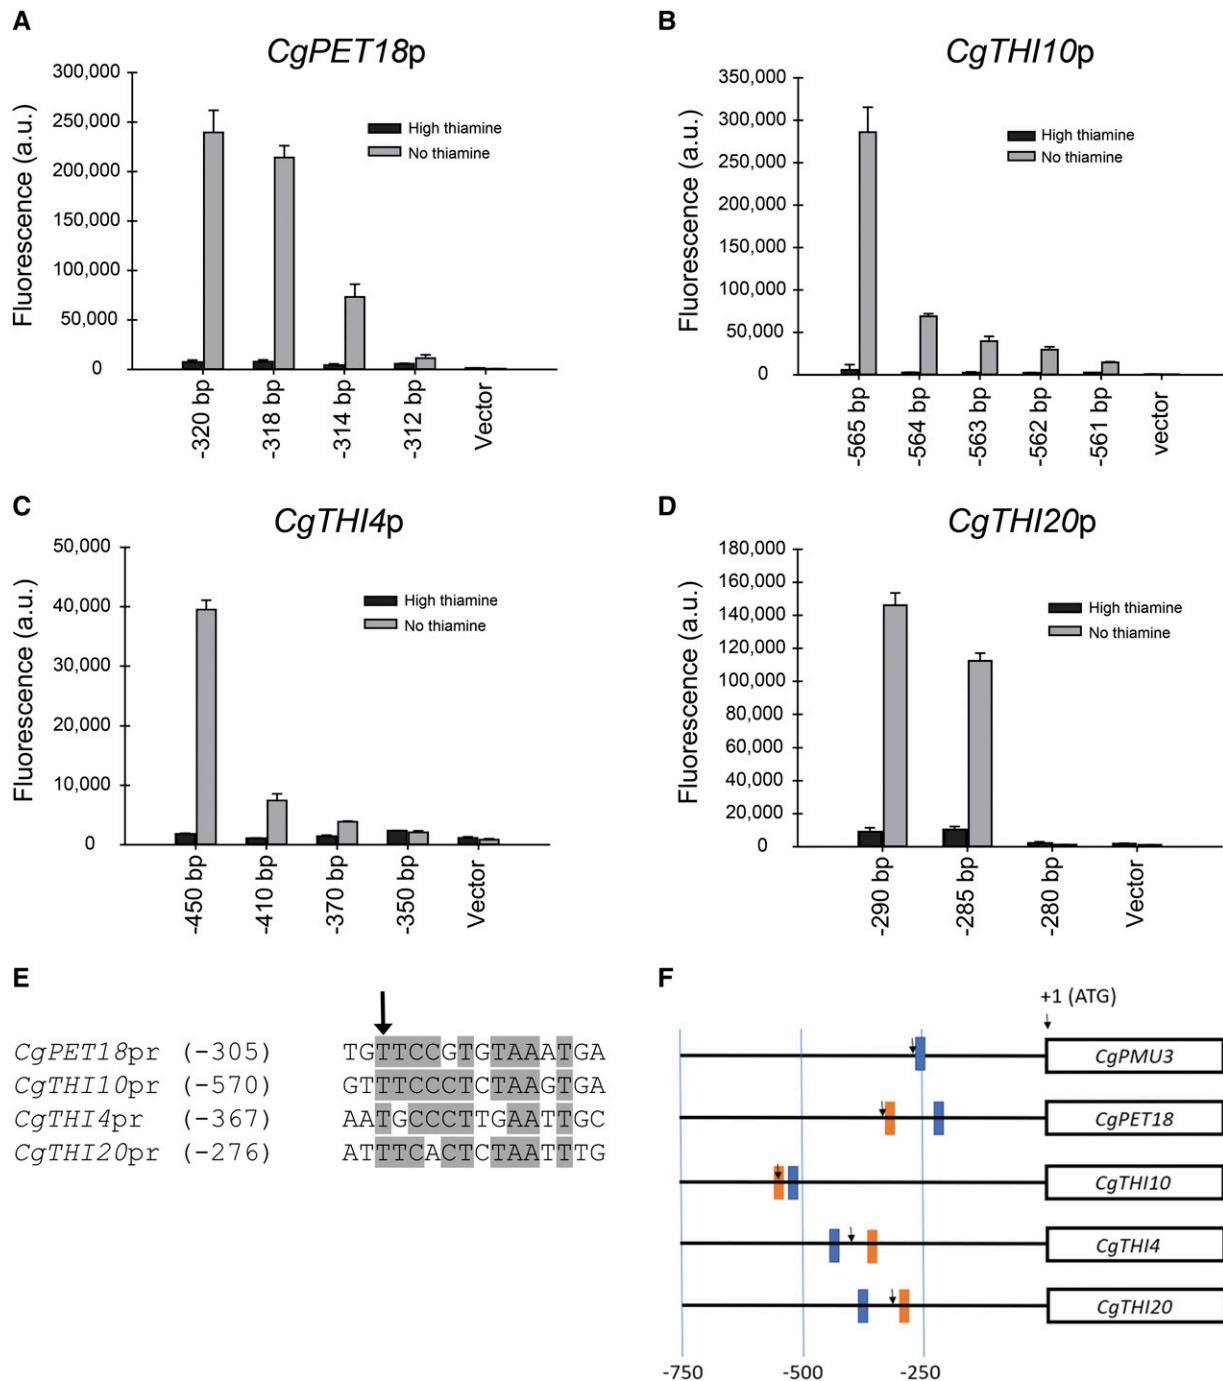 A
CgPET18p
Fluorescence (a.u.)
300,000
250,000
200,000
150,000
100,000
50,000
0
High thiamine
No thiamine
-320 bp
-318 bp
-314 bp
-312 bp
Vector
B
CgTHI10p
Fluorescence (a.u.)
350,000
300,000
250,000
200,000
150,000
100,000
50,000
0
High thiamine
No thiamine
-565 bp
-564 bp
-563 bp
-562 bp
-561 bp
vector
C
CgTHI4p
Fluorescence (a.u.)
50,000
40,000
30,000
20,000
10,000
0
High thiamine
No thiamine
-450 bp
-410 bp
-370 bp
-350 bp
Vector
D
CgTHI20p
Fluorescence (a.u.)
180,000
160,000
140,000
120,000
100,000
80,000
60,000
40,000
20,000
0
High thiamine
No thiamine
-290 bp
-285 bp
-280 bp
Vector
E
CgPET18pr (-305) TGTTCCGTGTAAATGA
CgTHI10pr (-570) GTTTCCCTCTAAGTGA
CgTHI4pr (-367) AATGCCCTTGAATTGC
CgTHI20pr (-276) ATTTCACTCTAATTTG
F
+1 (ATG)
CgPMU3
CgPET18
CgTHI10
CgTHI4
CgTHI20
-750 -500 -250